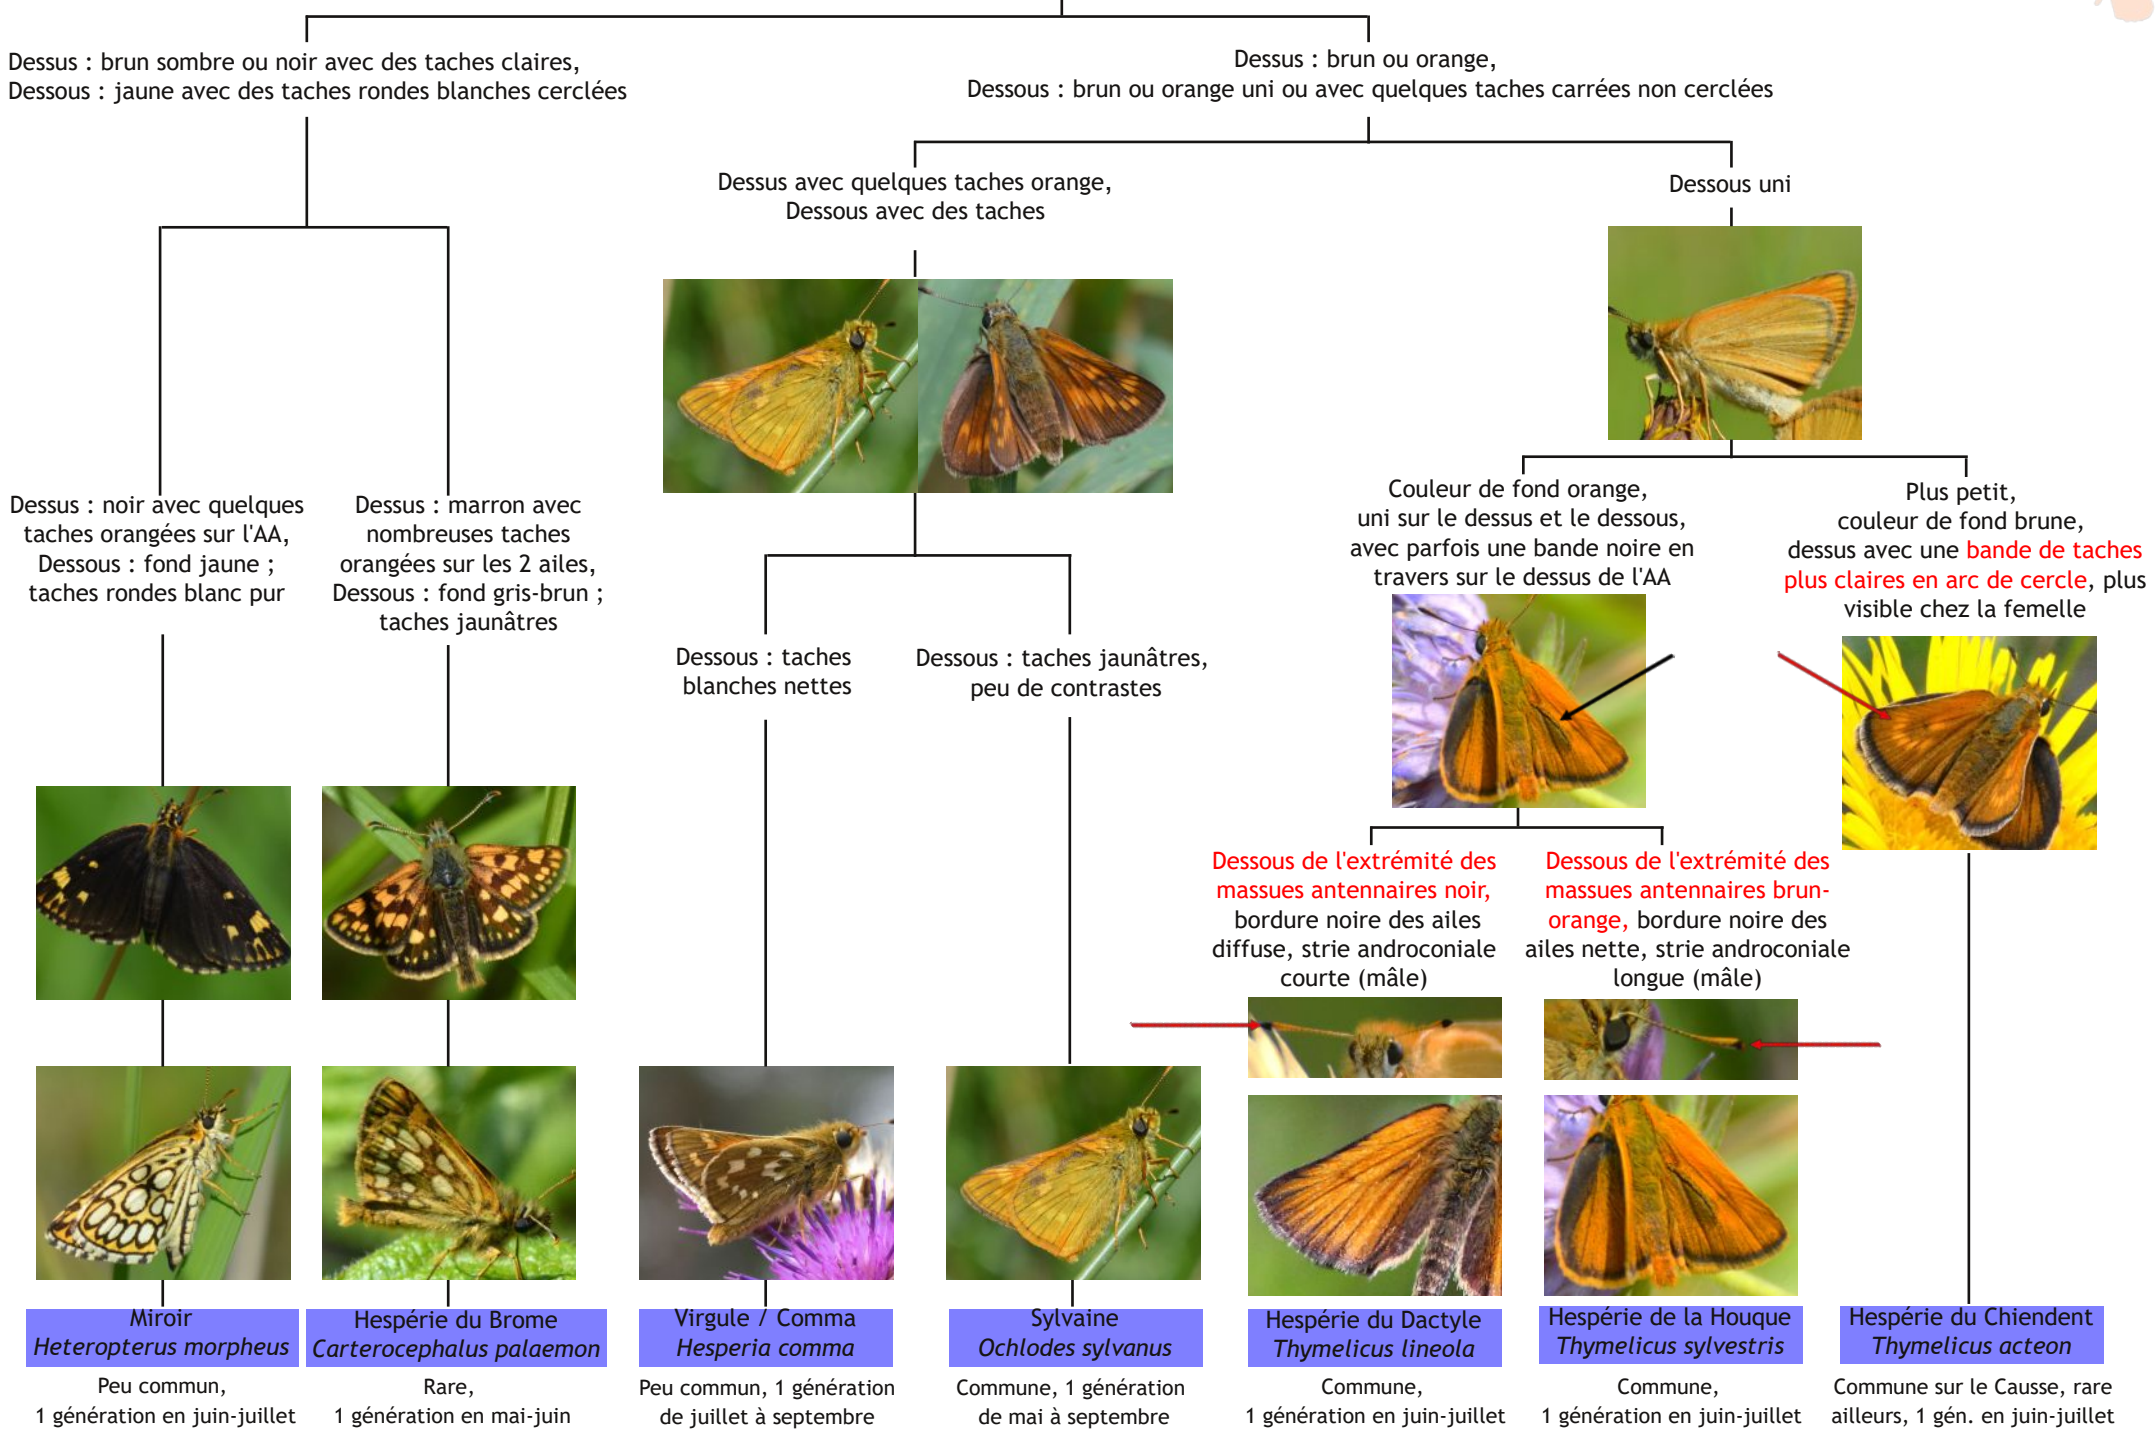 Dessus : brun sombre ou noir avec des taches claires,
Dessous : jaune avec des taches rondes blanches cerclées
Dessus : brun ou orange,
Dessous : brun ou orange uni ou avec quelques taches carrées non cerclées
Dessus avec quelques taches orange,
Dessous avec des taches
Dessous uni
Dessus : noir avec quelques
taches orangées sur l'AA,
Dessous : fond jaune ;
taches rondes blanc pur
Dessus : marron avec
nombreuses taches
orangées sur les 2 ailes,
Dessous : fond gris-brun ;
taches jaunâtres
Dessous : taches
blanches nettes
Dessous : taches jaunâtres,
peu de contrastes
Couleur de fond orange,
uni sur le dessus et le dessous,
avec parfois une bande noire en
travers sur le dessus de l'AA
Plus petit,
couleur de fond brune,
dessus avec une bande de taches
plus claires en arc de cercle, plus
visible chez la femelle
Dessous de l'extrémité des
massues antennaires noir,
bordure noire des ailes
diffuse, strie androconiale
courte (mâle)
Dessous de l'extrémité des
massues antennaires brun-
orange, bordure noire des
ailes nette, strie androconiale
longue (mâle)
Miroir
Heteropterus morpheus
Peu commun,
1 génération en juin-juillet
Hespérie du Brome
Carterocephalus palaemon
Rare,
1 génération en mai-juin
Virgule / Comma
Hesperia comma
Peu commun, 1 génération
de juillet à septembre
Sylvaine
Ochlodes sylvanus
Commune, 1 génération
de mai à septembre
Hespérie du Dactyle
Thymelicus lineola
Commune,
1 génération en juin-juillet
Hespérie de la Houque
Thymelicus sylvestris
Commune,
1 génération en juin-juillet
Hespérie du Chiendent
Thymelicus acteon
Commune sur le Causse, rare
ailleurs, 1 gén. en juin-juillet